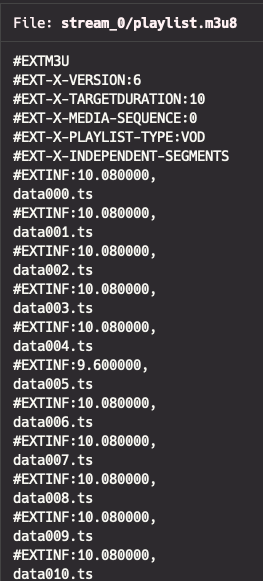 File: stream_0/playlist.m3u8
#EXTM3U
#EXT-X-VERSION:6
#EXT-X-TARGETDURATION:10
#EXT-X-MEDIA-SEQUENCE:0
#EXT-X-PLAYLIST-TYPE:VOD
#EXT-X-INDEPENDENT-SEGMENTS
#EXTINF:10.080000,
data000.ts
#EXTINF:10.080000,
data001.ts
#EXTINF:10.080000,
data002.ts
#EXTINF:10.080000,
data003.ts
#EXTINF:10.080000,
data004.ts
#EXTINF:9.600000,
data005.ts
#EXTINF:10.080000,
data006.ts
#EXTINF:10.080000,
data007.ts
#EXTINF:10.080000,
data008.ts
#EXTINF:10.080000,
data009.ts
#EXTINF:10.080000,
data010.ts